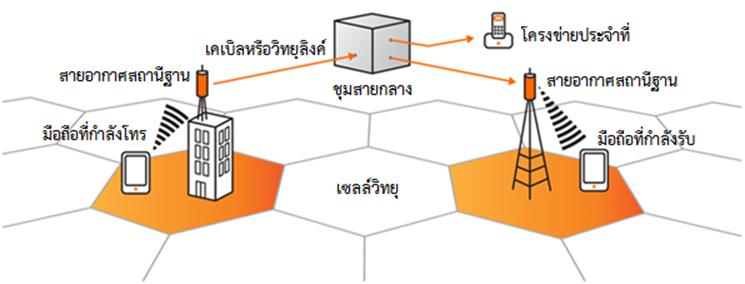 เคเบิลหรือวิทยุลิงค์
โครงข่ายประจำที่
สายอากาศสถานีฐาน
ชุมสายกลาง
สายอากาศสถานีฐาน
มือถือที่กำลังโทร
มือถือที่กำลังรับ
เซลล์วิทยุ